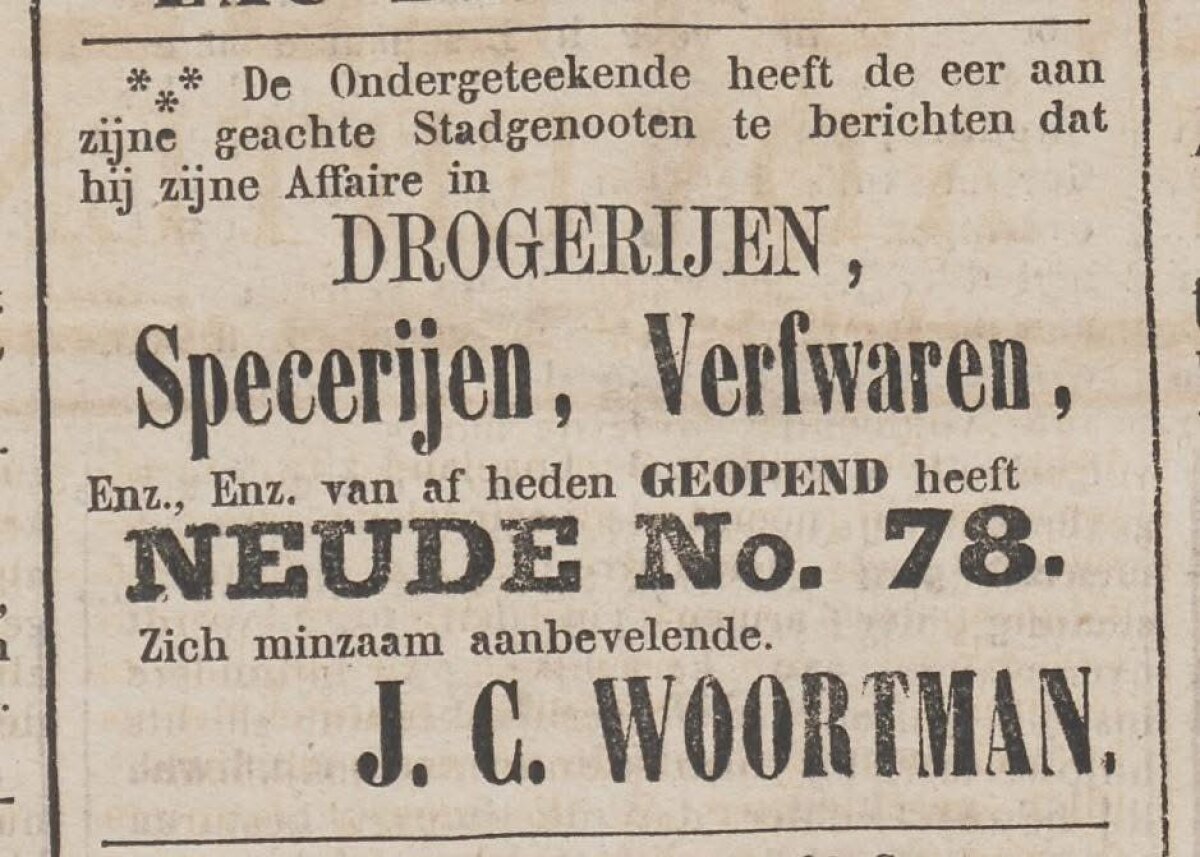 *** De Ondergeteekende heeft de eer aan
zijne geachte Stadgenooten te berichten dat
hij zijne Affaire in
DROGERIJEN,
Specerijen, Verfwaren,
Enz., Enz. van af heden GEOPEND heeft
NEUDE No. 78.
Zich minzaam aanbevelende.
J. C. WOORTMAN.